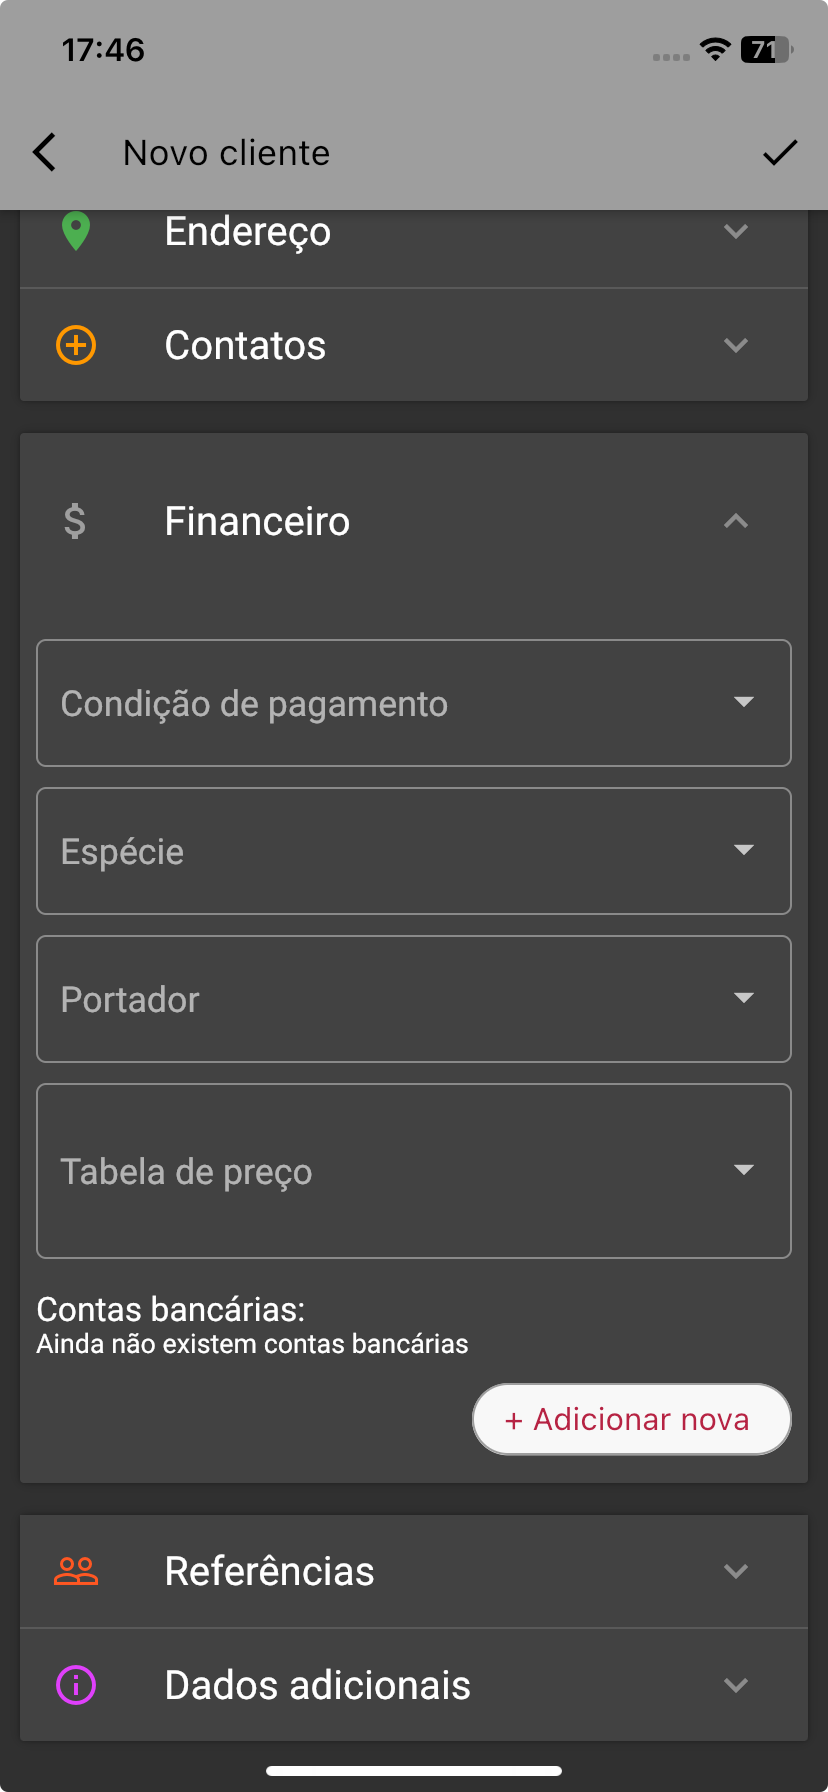 17:46
71
Novo cliente
Endereço
Contatos
$ Financeiro
Condição de pagamento
Espécie
Portador
Tabela de preço
Contas bancárias:
Ainda não existem contas bancárias
+ Adicionar nova
Referências
Dados adicionais